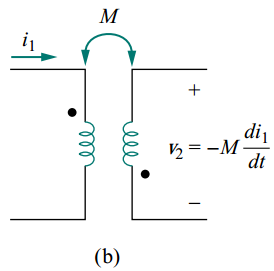 M
i₁
+
v₂ = −M di₁/dt
−
(b)